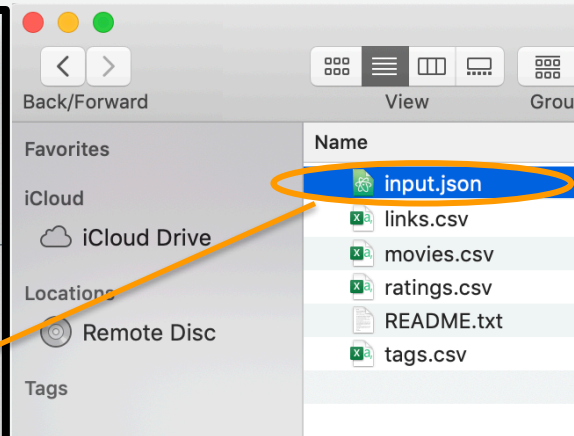 Back/Forward
View
Grou
Favorites
iCloud
iCloud Drive
Locations
Remote Disc
Tags
Name
input.json
links.csv
movies.csv
ratings.csv
README.txt
tags.csv